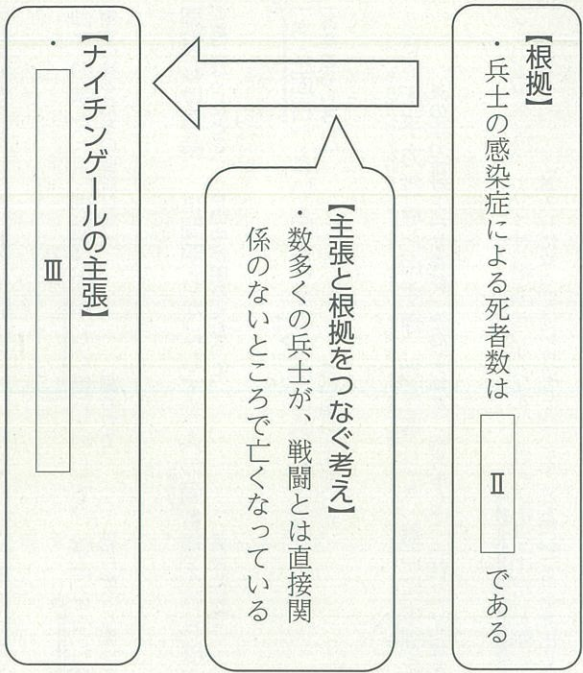 【根拠】
・兵士の感染症による死者数は Ⅱ である
【主張と根拠をつなぐ考え】
・数多くの兵士が、戦闘とは直接関
係のないところで亡くなっている
【ナイチンゲールの主張】
・ Ⅲ